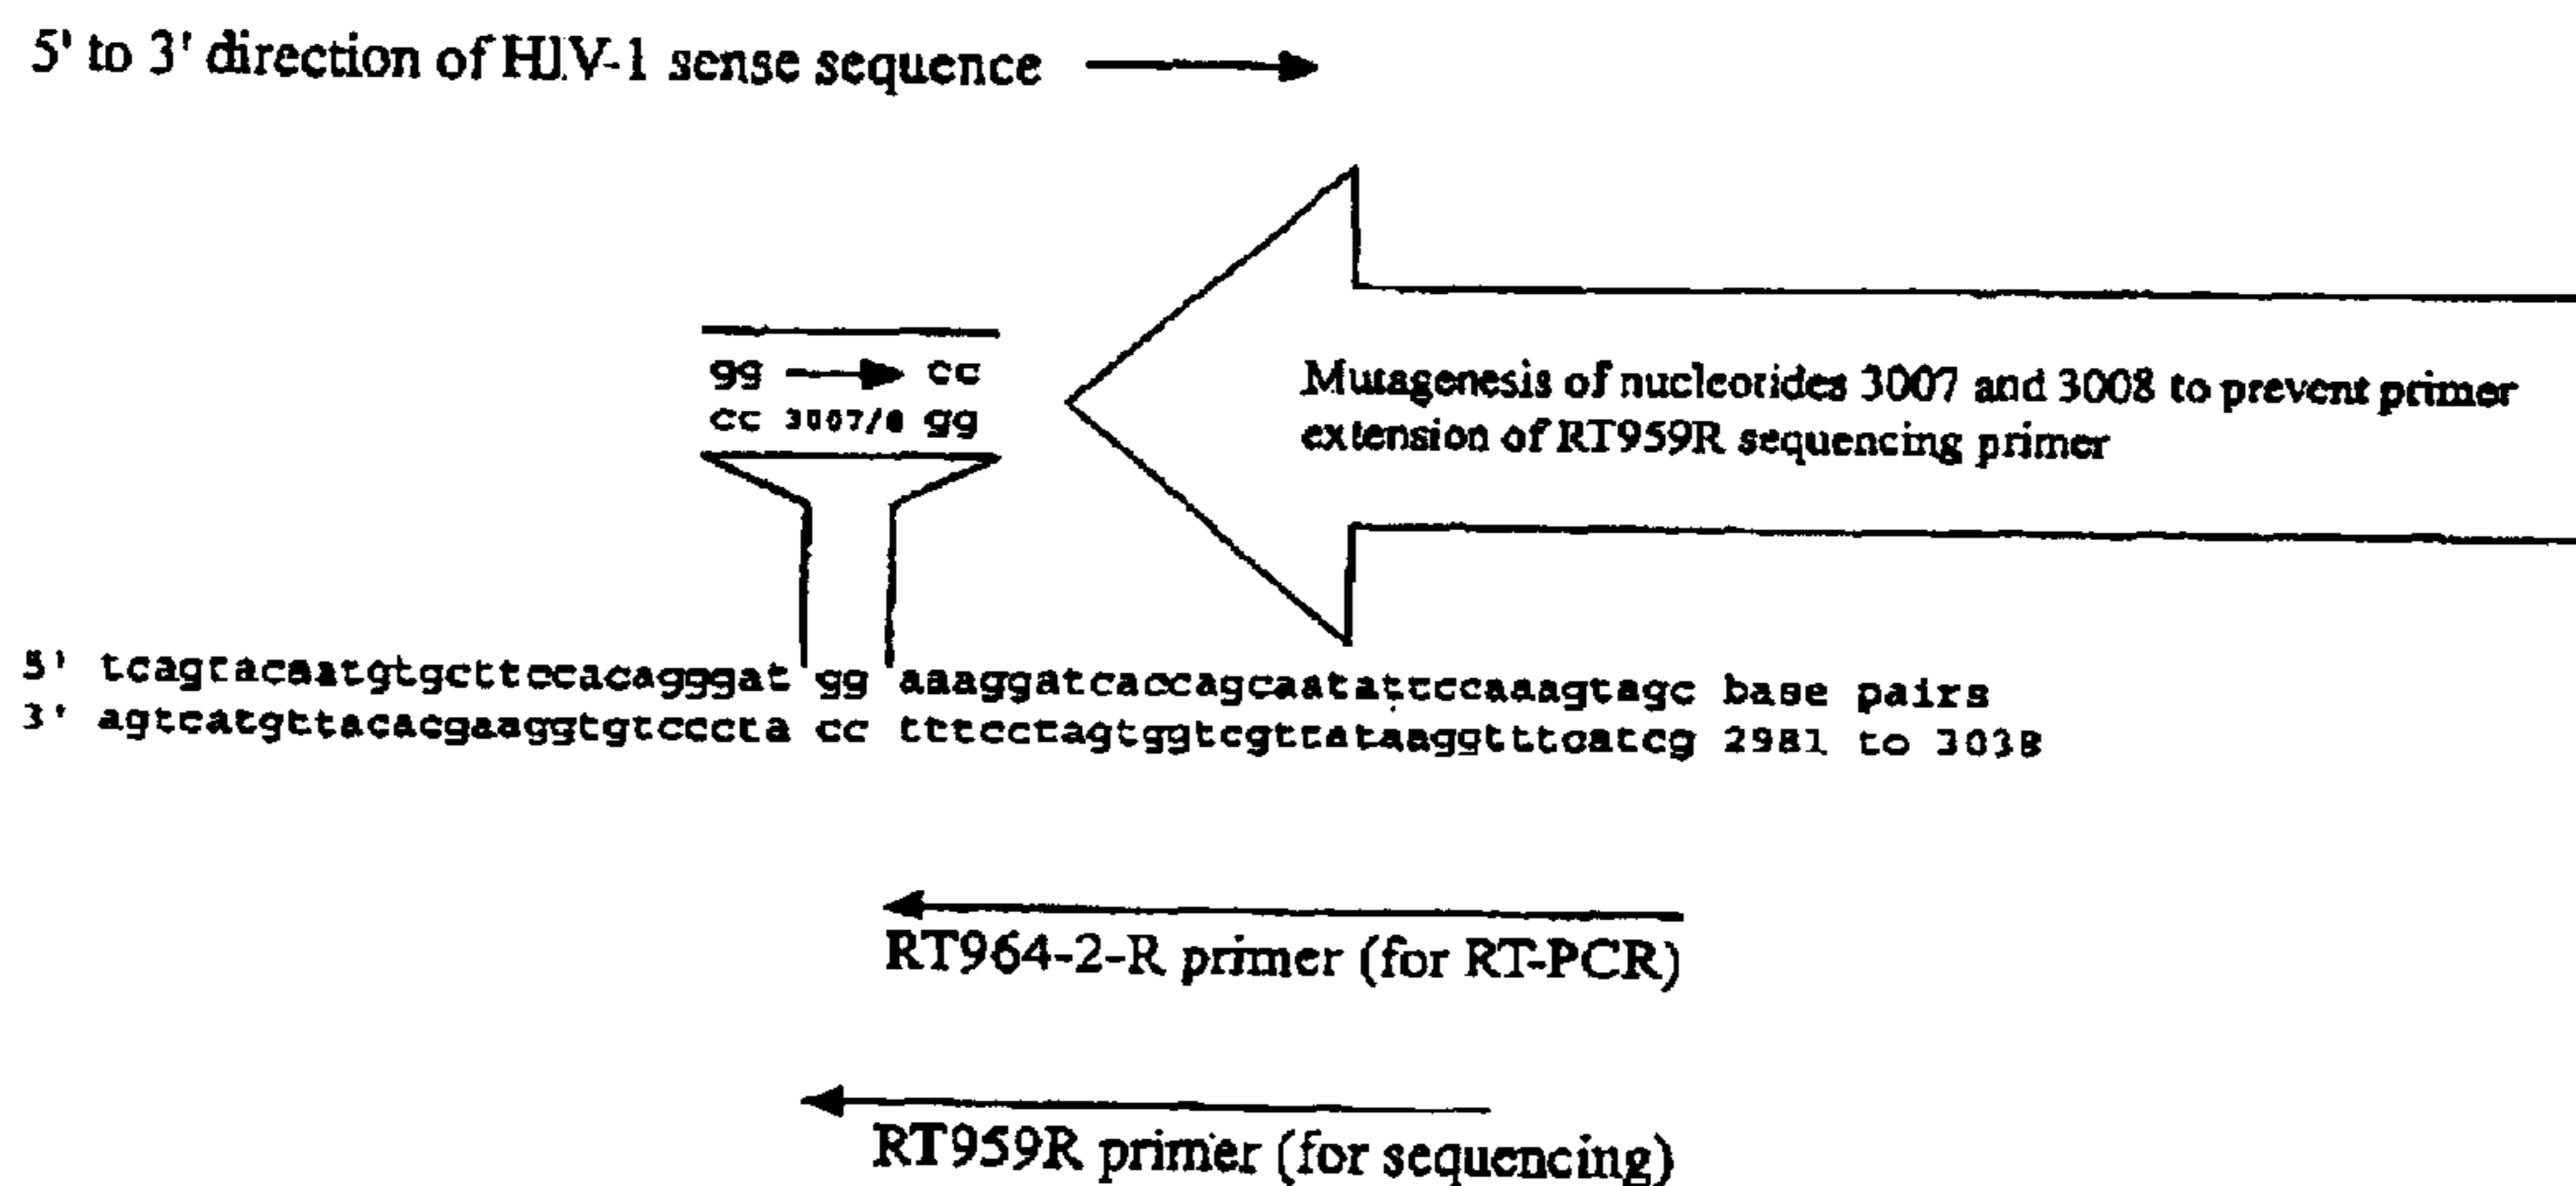 5' to 3' direction of HIV-1 sense sequence
gg cc
cc 3007/8 gg
Mutagenesis of nucleotides 3007 and 3008 to prevent primer
extension of RT959R sequencing primer
5' tcagtacaatgtgcttccacagggat gg aaaggatcaccagcaatattccaaagtagc base pairs
3' agtcatgttacacgaaggtgtcccta cc tttcctagtggtcgttataaggtttcatcg 2981 to 3038
RT964-2-R primer (for RT-PCR)
RT959R primer (for sequencing)